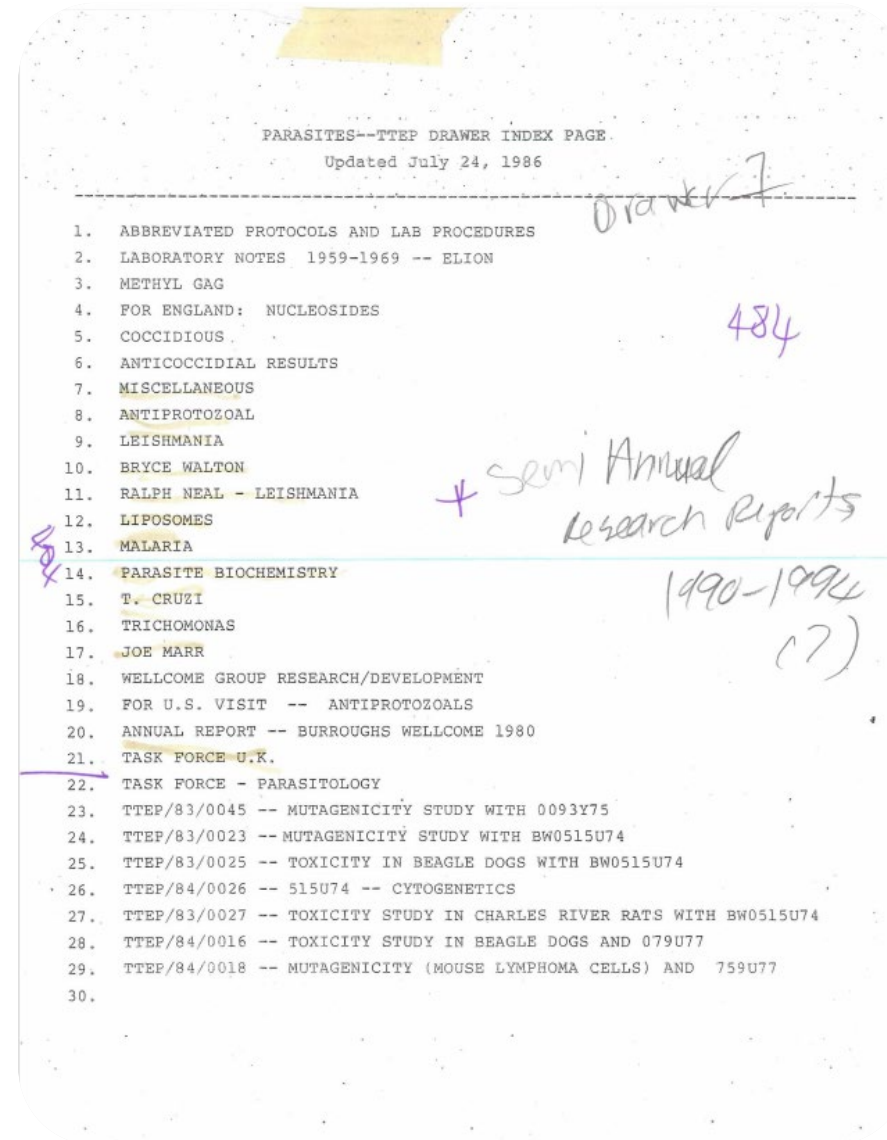 PARASITES--TTEP DRAWER INDEX PAGE
Updated July 24, 1986
Drawer 7
1. ABBREVIATED PROTOCOLS AND LAB PROCEDURES
2. LABORATORY NOTES 1959-1969 -- ELION
3. METHYL GAG
4. FOR ENGLAND: NUCLEOSIDES
484
5. COCCIDIOUS
6. ANTICOCCIDIAL RESULTS
7. MISCELLANEOUS
8. ANTIPROTOZOAL
9. LEISHMANIA
10. BRYCE WALTON
+ Semi Annual
11. RALPH NEAL - LEISHMANIA
Research Reports
12. LIPOSOMES
484
13. MALARIA
14. PARASITE BIOCHEMISTRY
1990-1994
15. T. CRUZI
16. TRICHOMONAS
(?)
17. JOE MARR
18. WELLCOME GROUP RESEARCH/DEVELOPMENT
19. FOR U.S. VISIT -- ANTIPROTOZOALS
20. ANNUAL REPORT -- BURROUGHS WELLCOME 1980
21. TASK FORCE U.K.
22. TASK FORCE - PARASITOLOGY
23. TTEP/83/0045 -- MUTAGENICITY STUDY WITH 0093Y75
24. TTEP/83/0023 -- MUTAGENICITY STUDY WITH BW0515U74
25. TTEP/83/0025 -- TOXICITY IN BEAGLE DOGS WITH BW0515U74
26. TTEP/84/0026 -- 515U74 -- CYTOGENETICS
27. TTEP/83/0027 -- TOXICITY STUDY IN CHARLES RIVER RATS WITH BW0515U74
28. TTEP/84/0016 -- TOXICITY STUDY IN BEAGLE DOGS AND 079U77
29. TTEP/84/0018 -- MUTAGENICITY (MOUSE LYMPHOMA CELLS) AND 759U77
30.